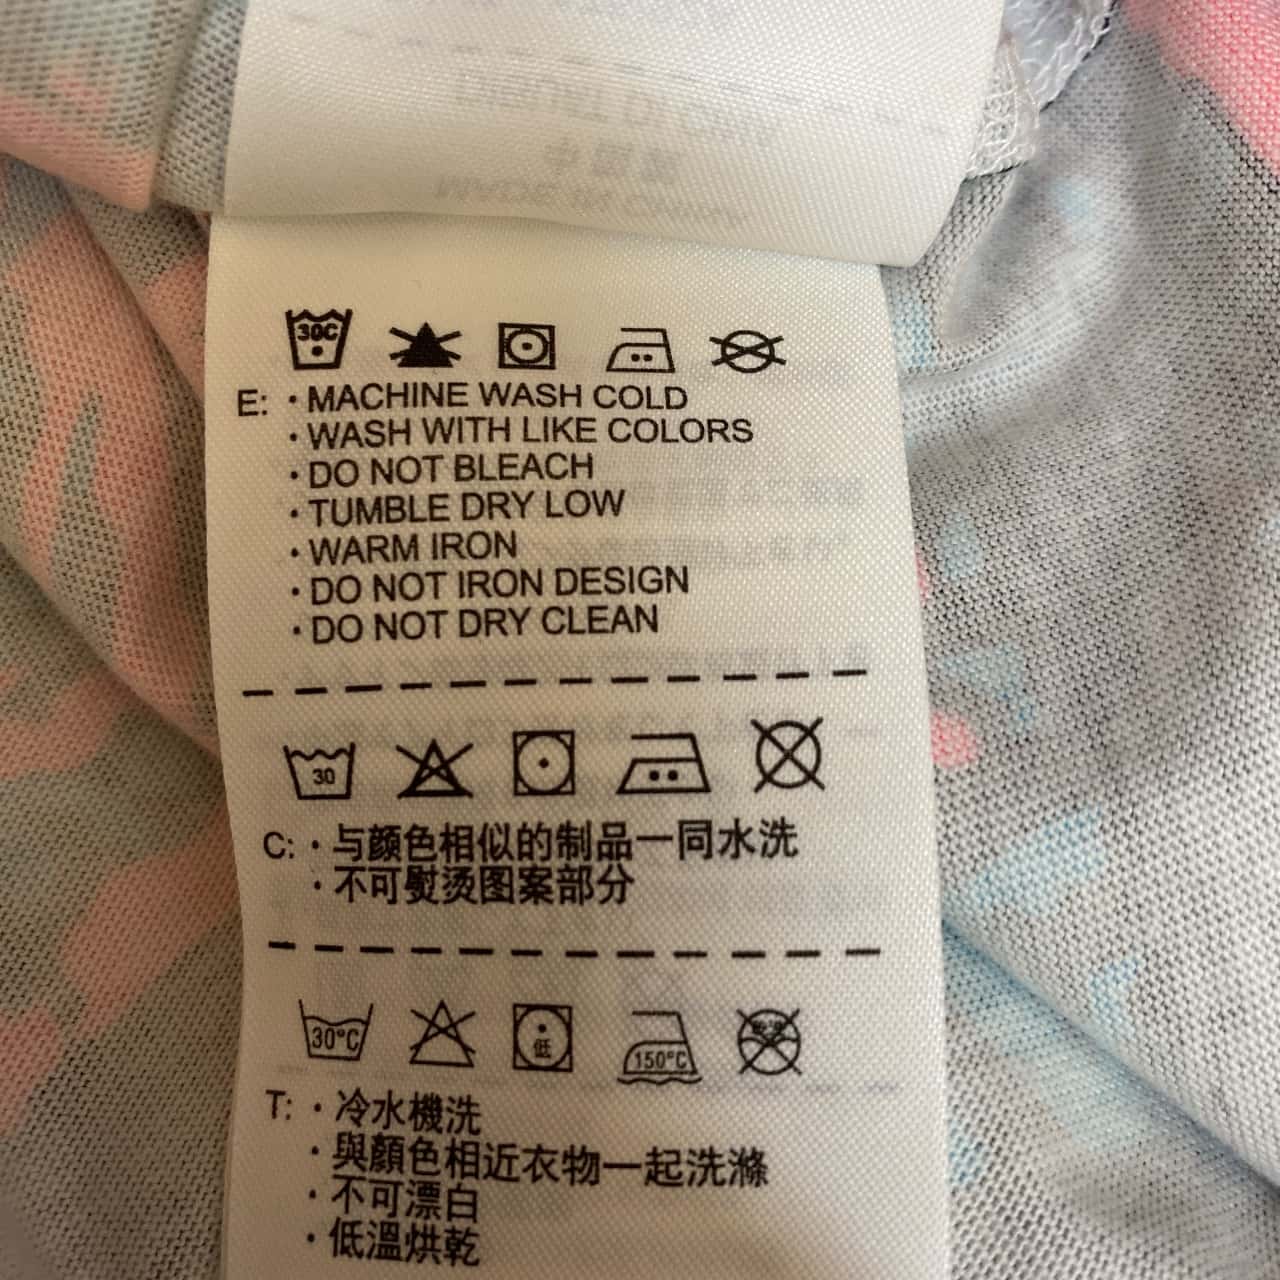 30C
E: · MACHINE WASH COLD
· WASH WITH LIKE COLORS
· DO NOT BLEACH
· TUMBLE DRY LOW
· WARM IRON
· DO NOT IRON DESIGN
· DO NOT DRY CLEAN
30
C: · 与颜色相似的制品一同水洗
· 不可熨烫图案部分
30°C 低 150°C
T: · 冷水機洗
· 與顏色相近衣物一起洗滌
· 不可漂白
· 低溫烘乾